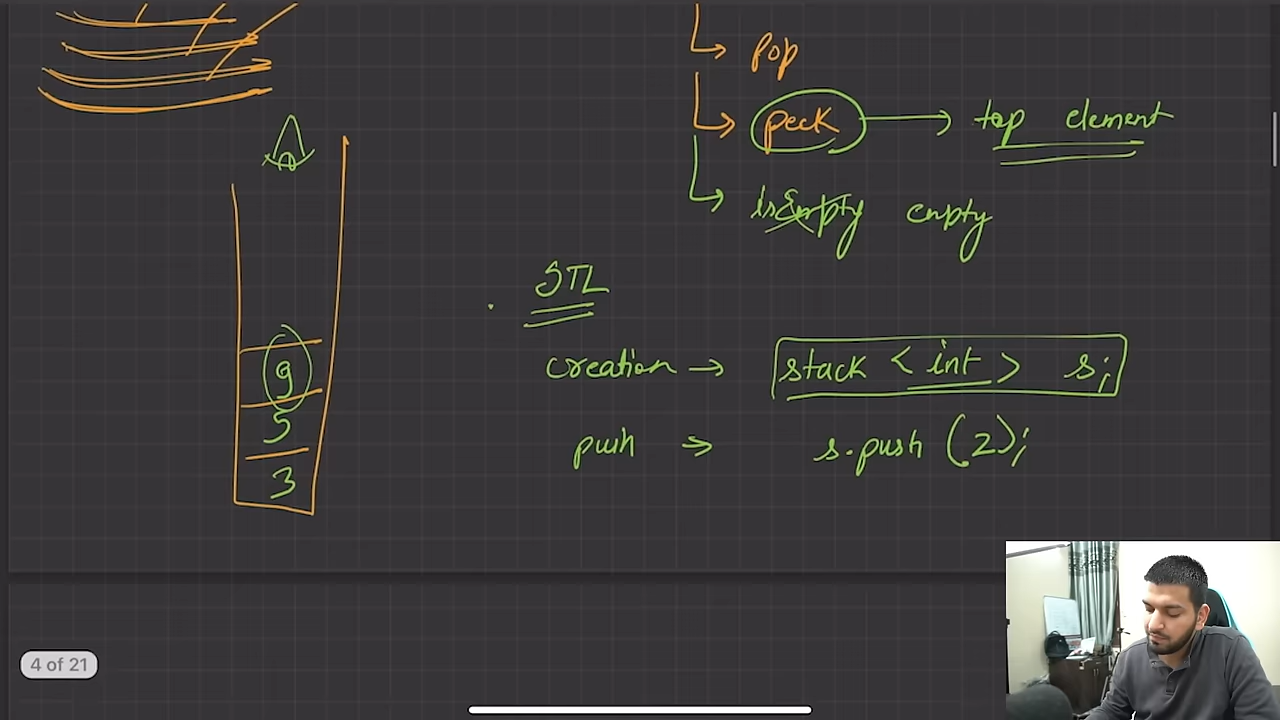 pop
peek → top element
isEmpty empty
STL
creation → stack <int> s;
push → s.push (2);
9
5
3
4 of 21